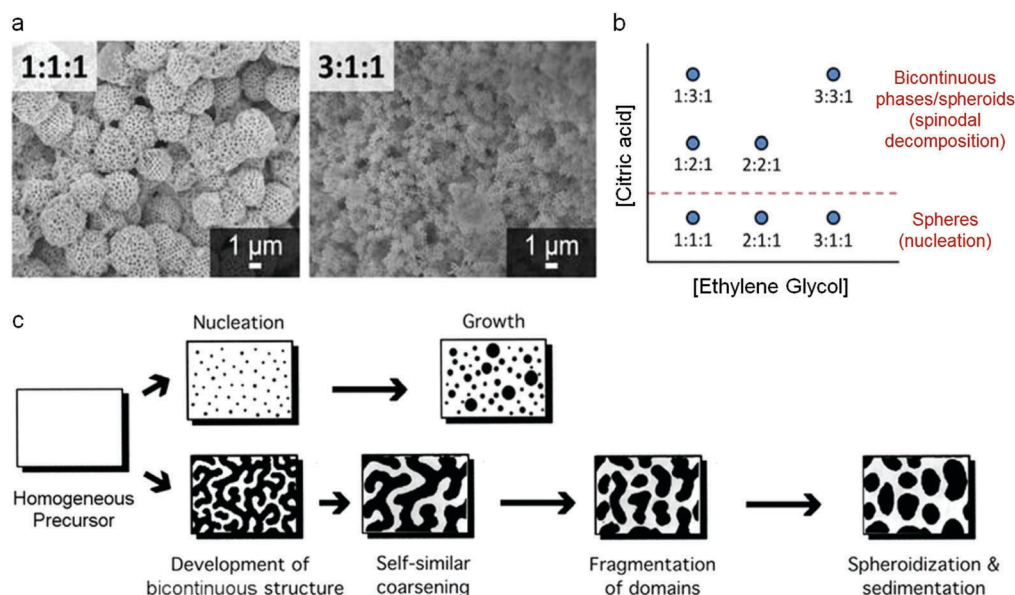 a
1:1:1
1 μm
3:1:1
1 μm
b
[Citric acid]
1:3:1
3:3:1
1:2:1
2:2:1
1:1:1
2:1:1
3:1:1
[Ethylene Glycol]
Bicontinuous
phases/spheroids
(spinodal
decomposition)
Spheres
(nucleation)
c
Homogeneous
Precursor
Nucleation
Growth
Development of
bicontinuous structure
Self-similar
coarsening
Fragmentation
of domains
Spheroidization &
sedimentation